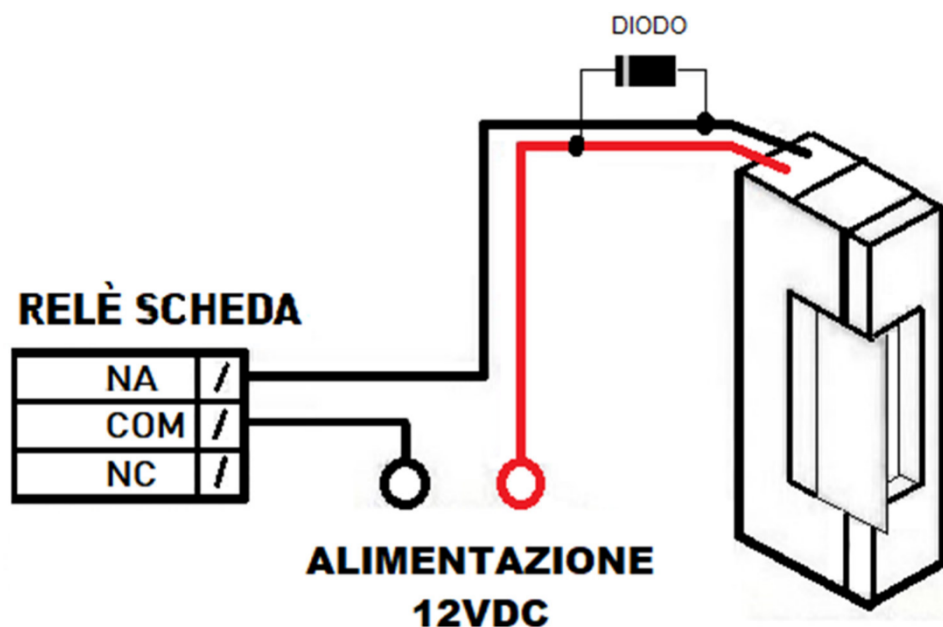 DIODO
RELÈ SCHEDA
NA /
COM /
NC /
ALIMENTAZIONE
12VDC